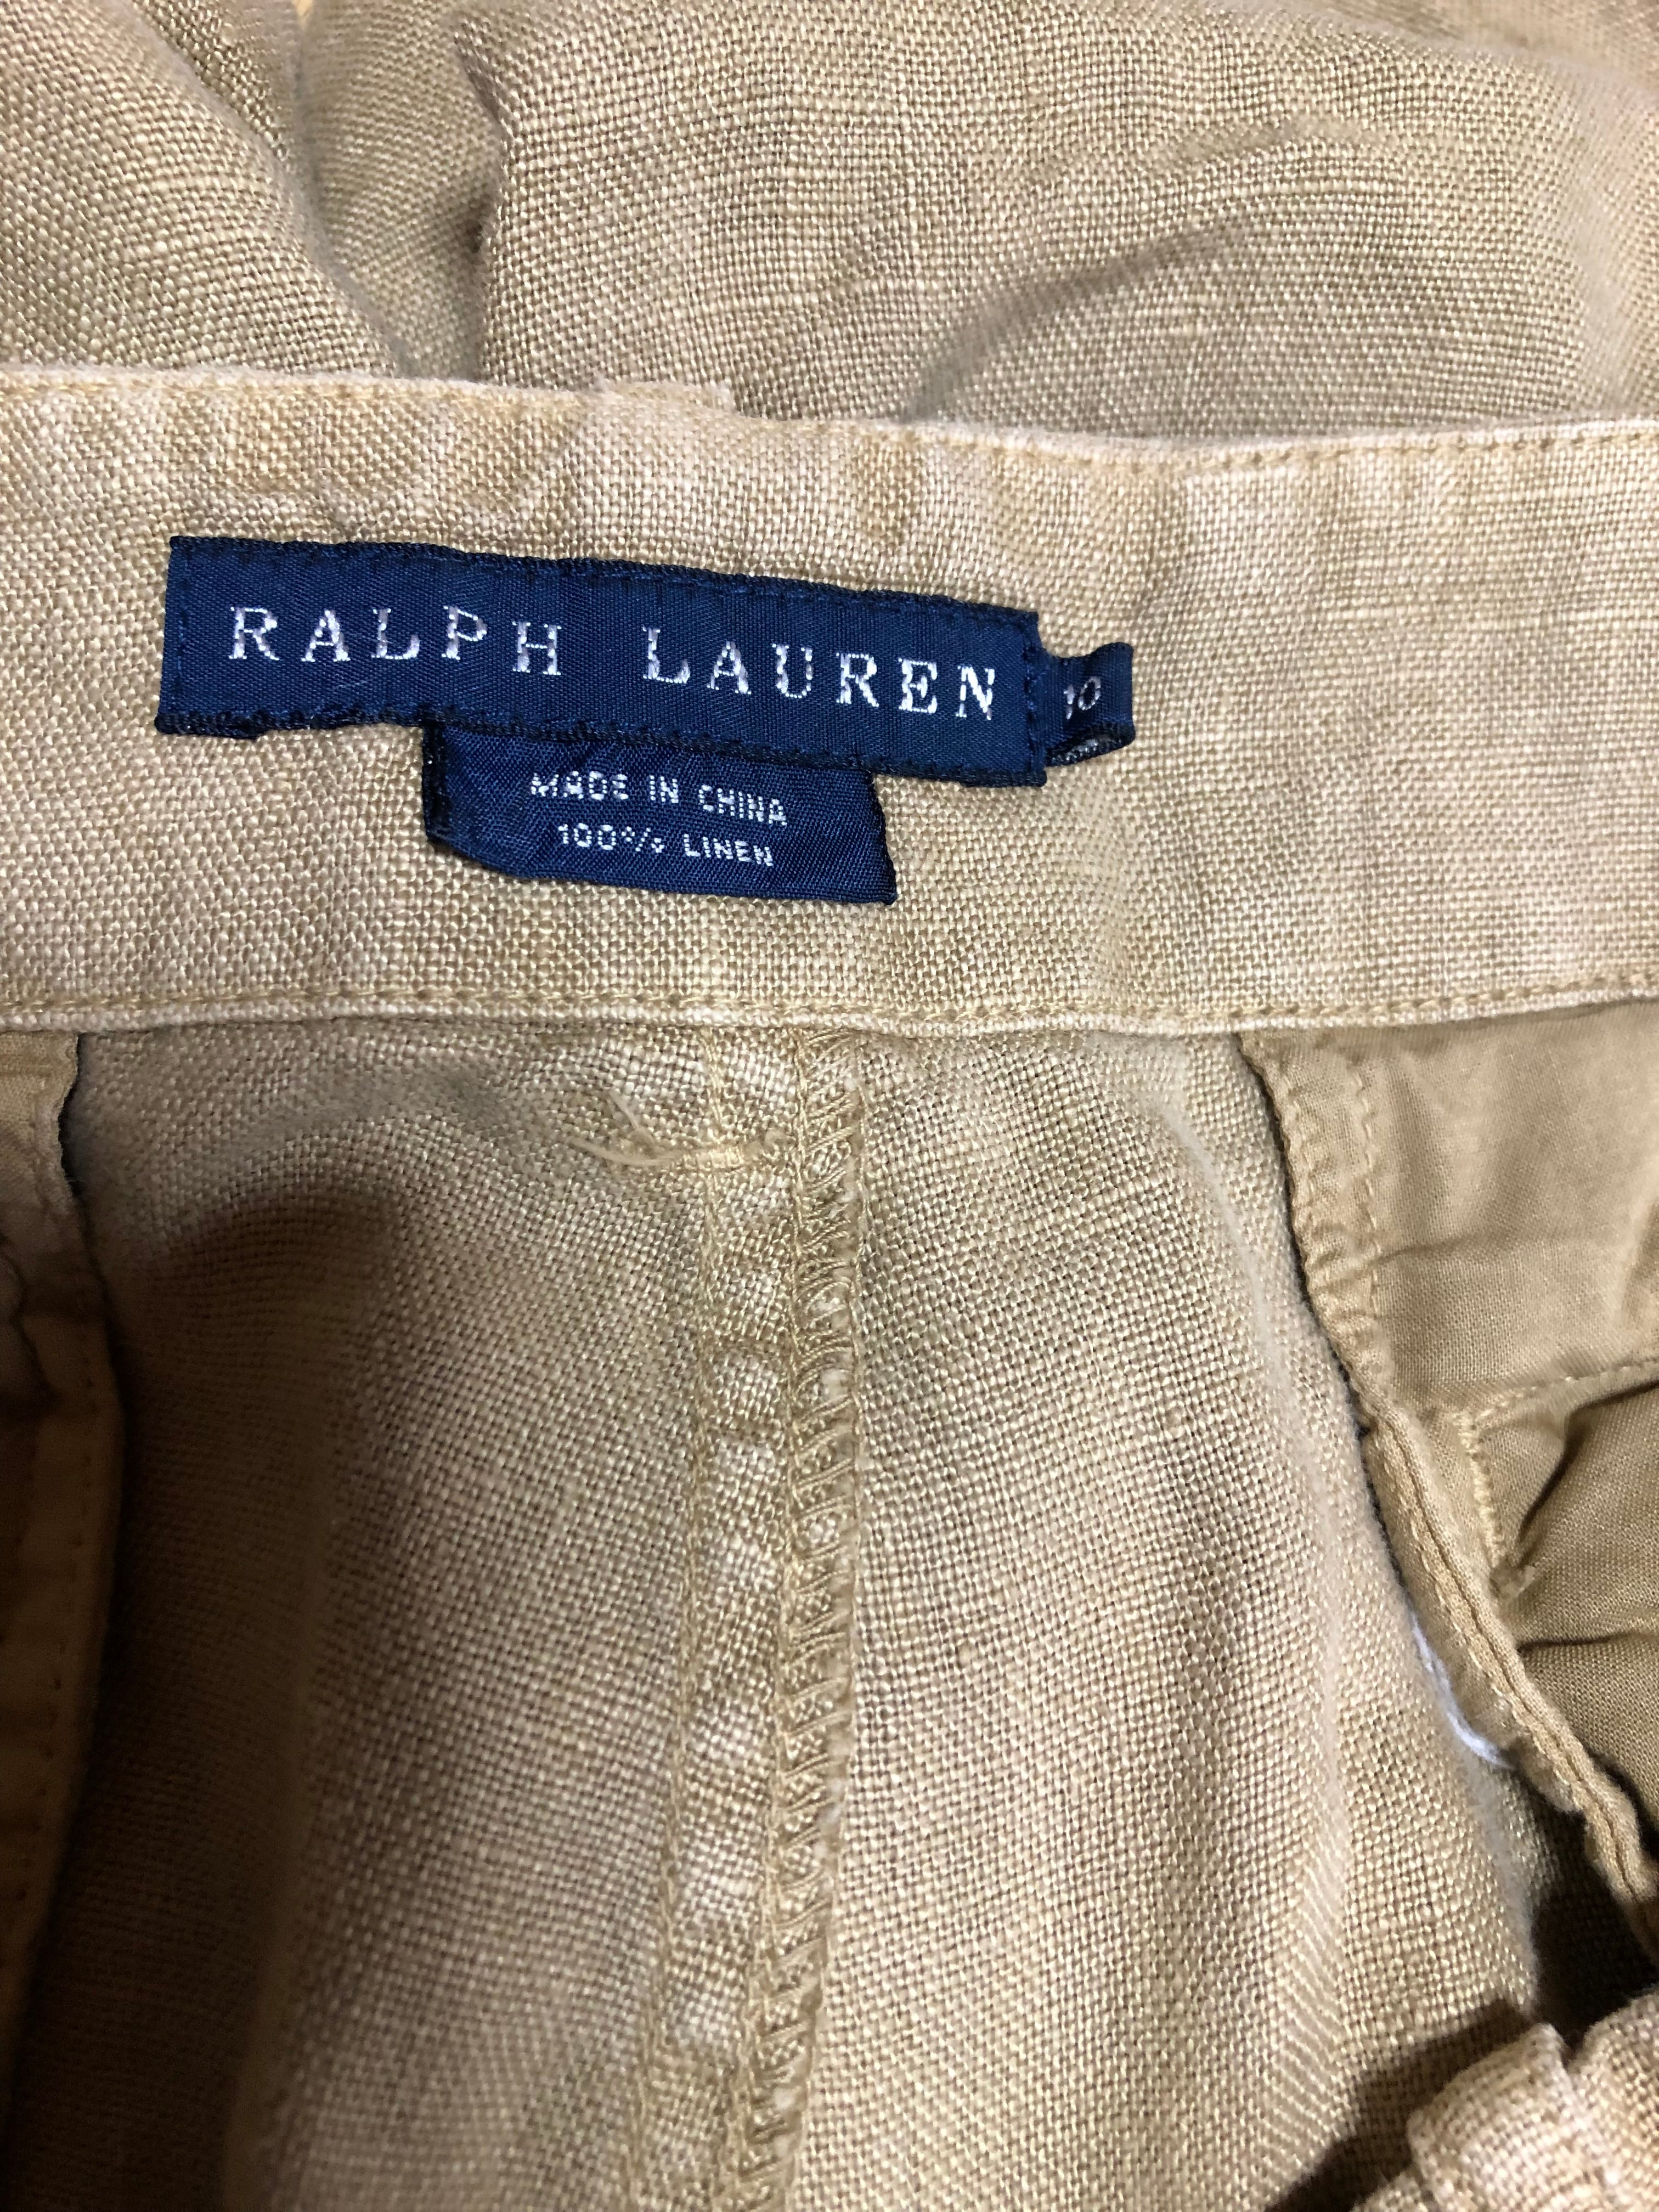 RALPH LAUREN
10
MADE IN CHINA
100% LINEN